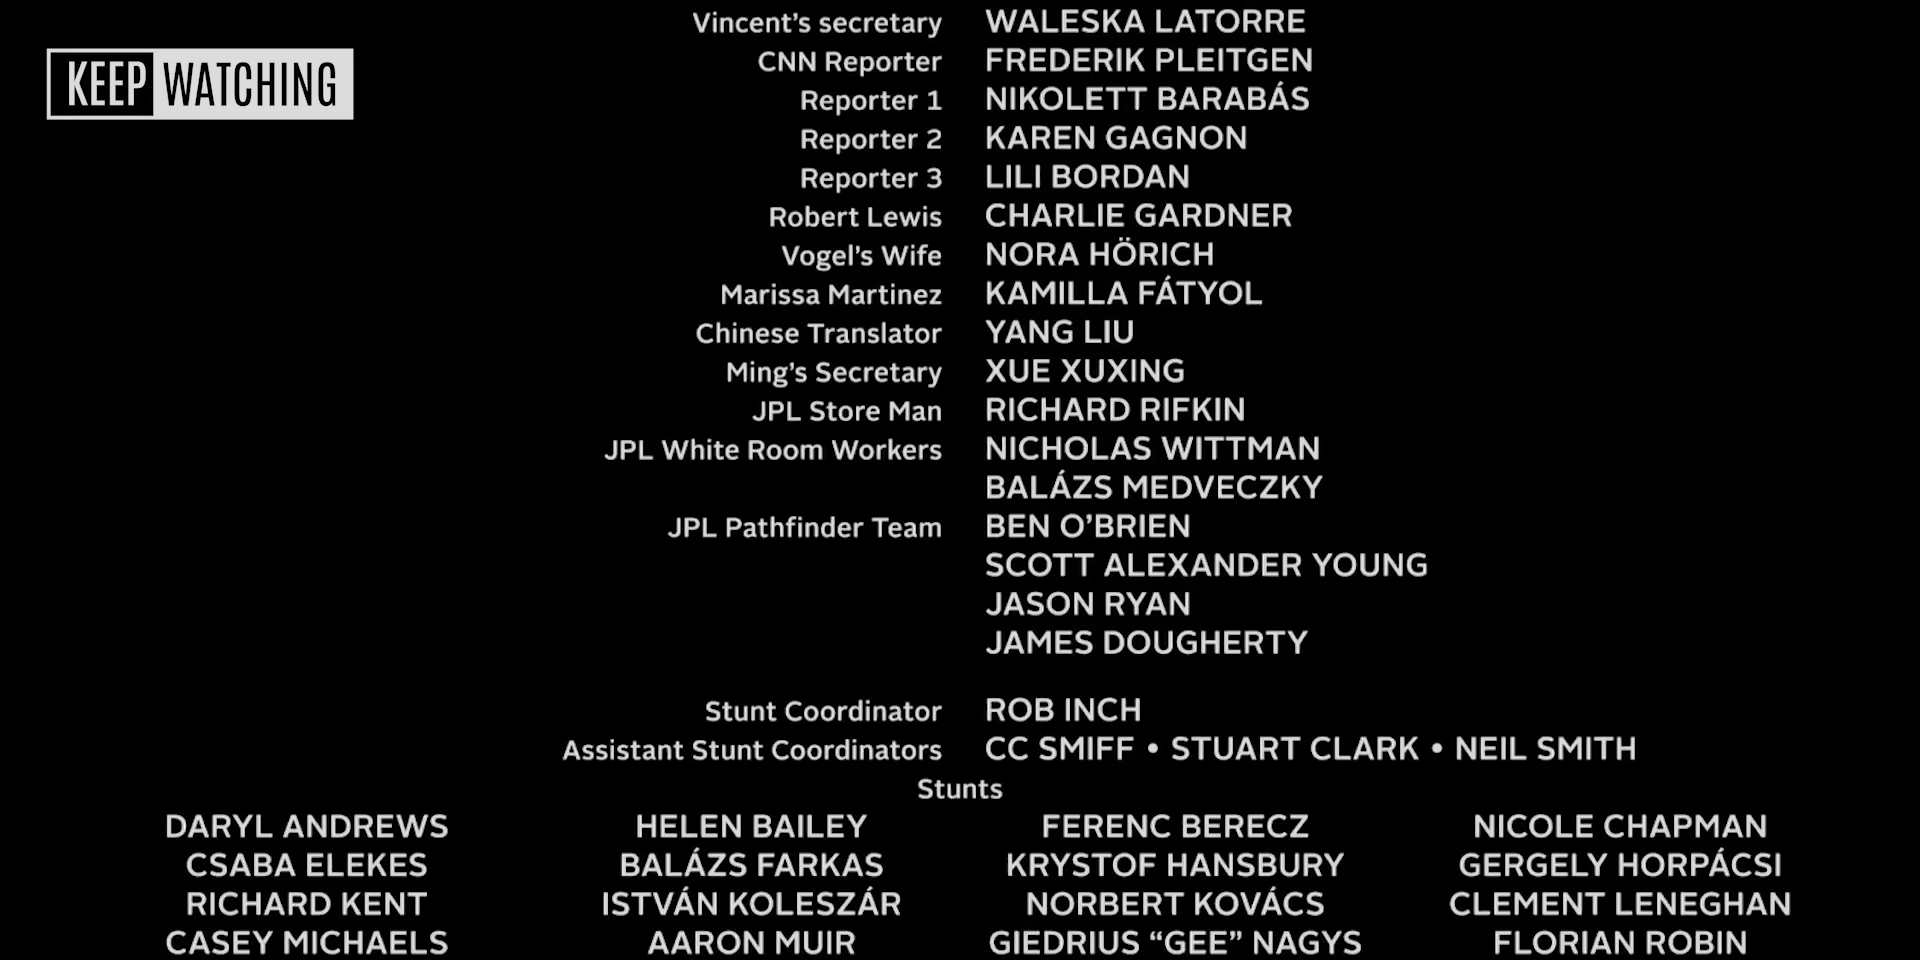 Vincent’s secretary WALESKA LATORRE
KEEP WATCHING
CNN Reporter FREDERIK PLEITGEN
Reporter 1 NIKOLETT BARABÁS
Reporter 2 KAREN GAGNON
Reporter 3 LILI BORDAN
Robert Lewis CHARLIE GARDNER
Vogel’s Wife NORA HÖRICH
Marissa Martinez KAMILLA FÁTYOL
Chinese Translator YANG LIU
Ming’s Secretary XUE XUXING
JPL Store Man RICHARD RIFKIN
JPL White Room Workers NICHOLAS WITTMAN
BALÁZS MEDVECZKY
JPL Pathfinder Team BEN O’BRIEN
SCOTT ALEXANDER YOUNG
JASON RYAN
JAMES DOUGHERTY
Stunt Coordinator ROB INCH
Assistant Stunt Coordinators CC SMIFF • STUART CLARK • NEIL SMITH
Stunts
DARYL ANDREWS HELEN BAILEY FERENC BERECZ NICOLE CHAPMAN
CSABA ELEKES BALÁZS FARKAS KRYSTOF HANSBURY GERGELY HORPÁCSI
RICHARD KENT ISTVÁN KOLESZÁR NORBERT KOVÁCS CLEMENT LENEGHAN
CASEY MICHAELS AARON MUIR GIEDRIUS “GEE” NAGYS FLORIAN ROBIN